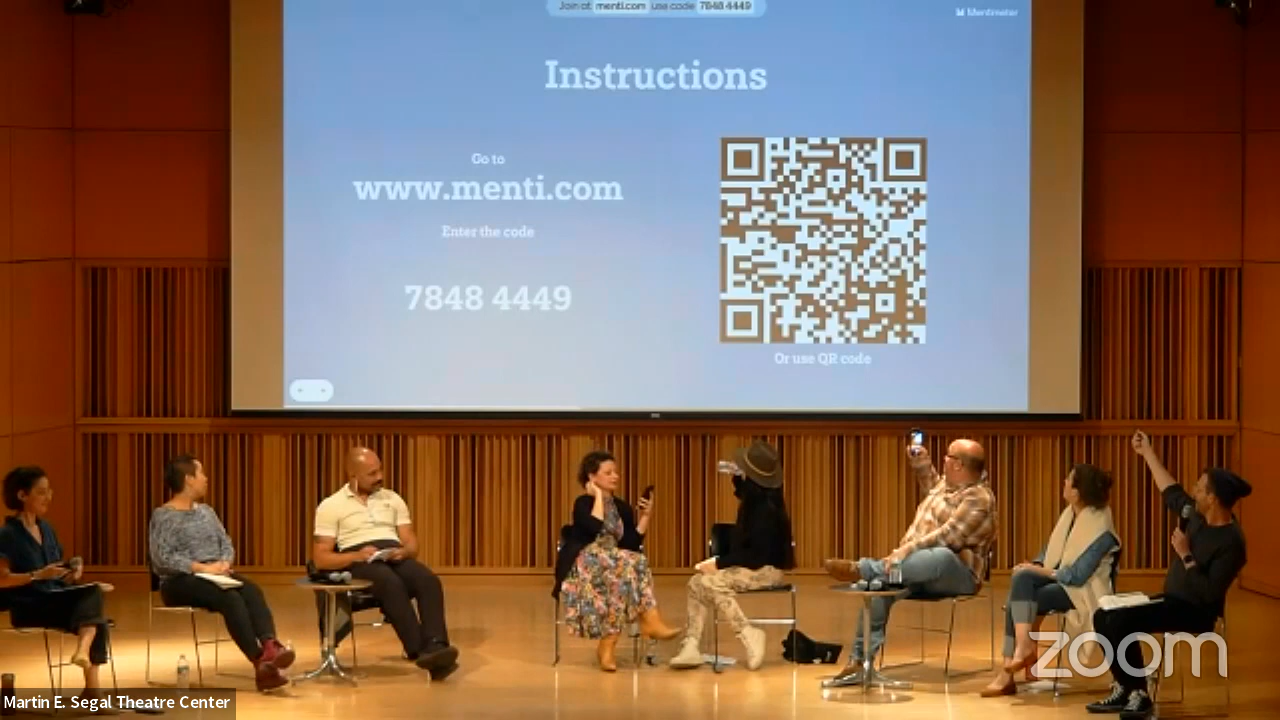 Join at menti.com use code 7848 4449
Mentimeter
Instructions
Go to
www.menti.com
Enter the code
7848 4449
Or use QR code
zoom
Martin E. Segal Theatre Center